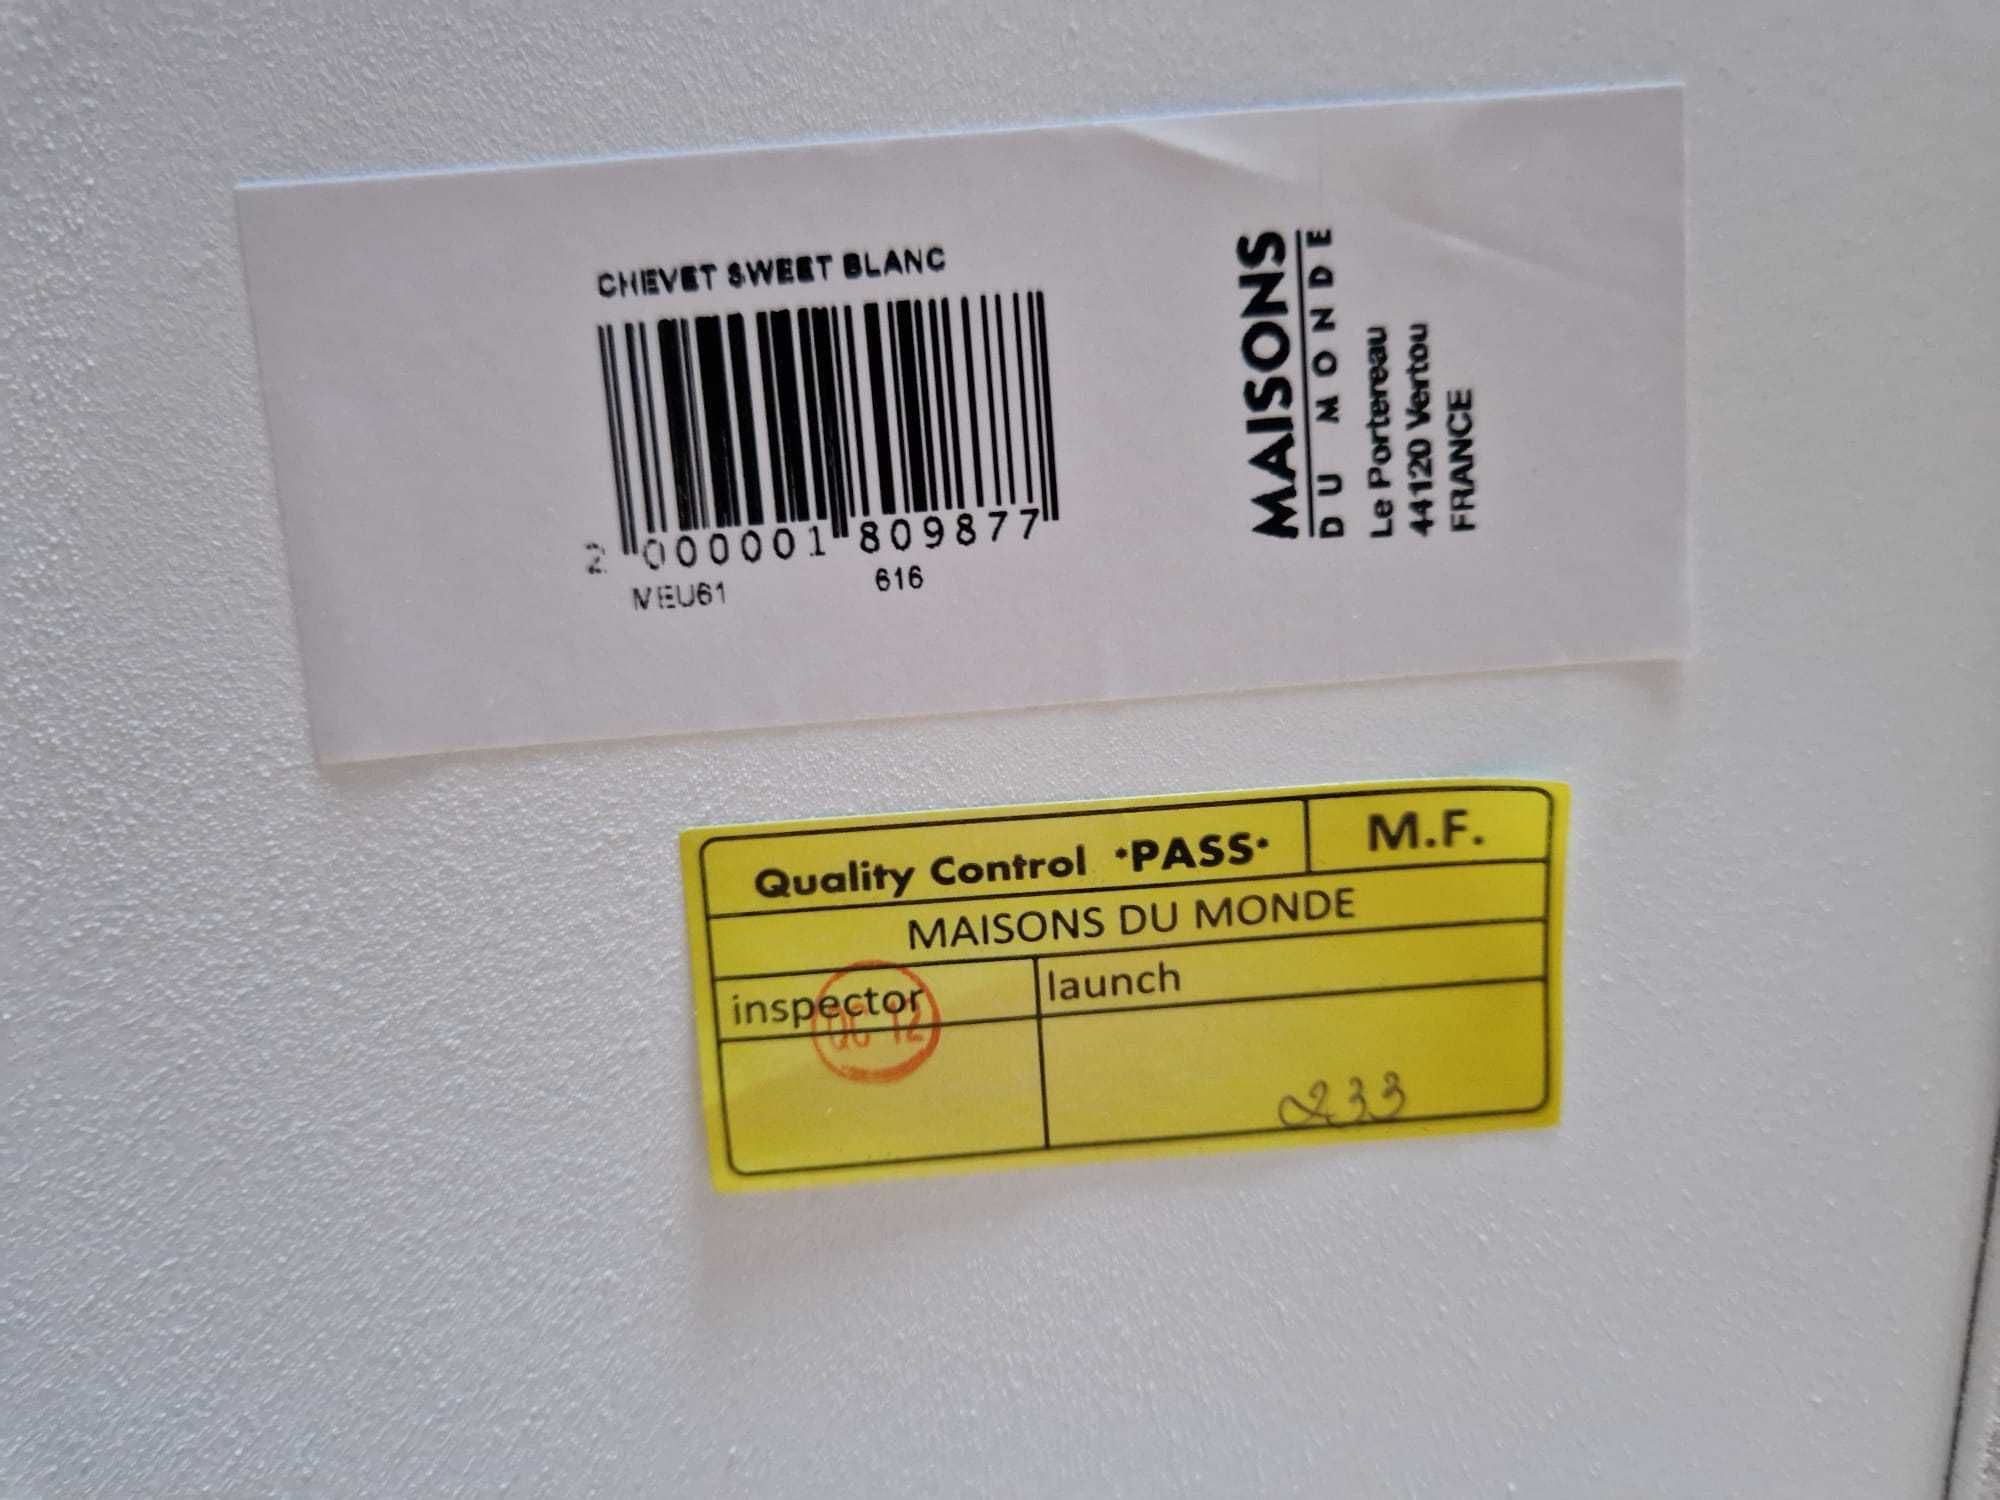 CHEVET SWEET BLANC
2 000001 809877
MEU61 616
MAISONS
DU MONDE
Le Portereau
44120 Vertou
FRANCE
Quality Control •PASS• M.F.
MAISONS DU MONDE
inspector launch
QC 12
233